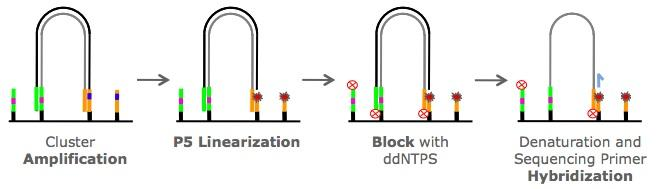 Cluster
Amplification
P5 Linearization
Block with
ddNTPS
Denaturation and
Sequencing Primer
Hybridization